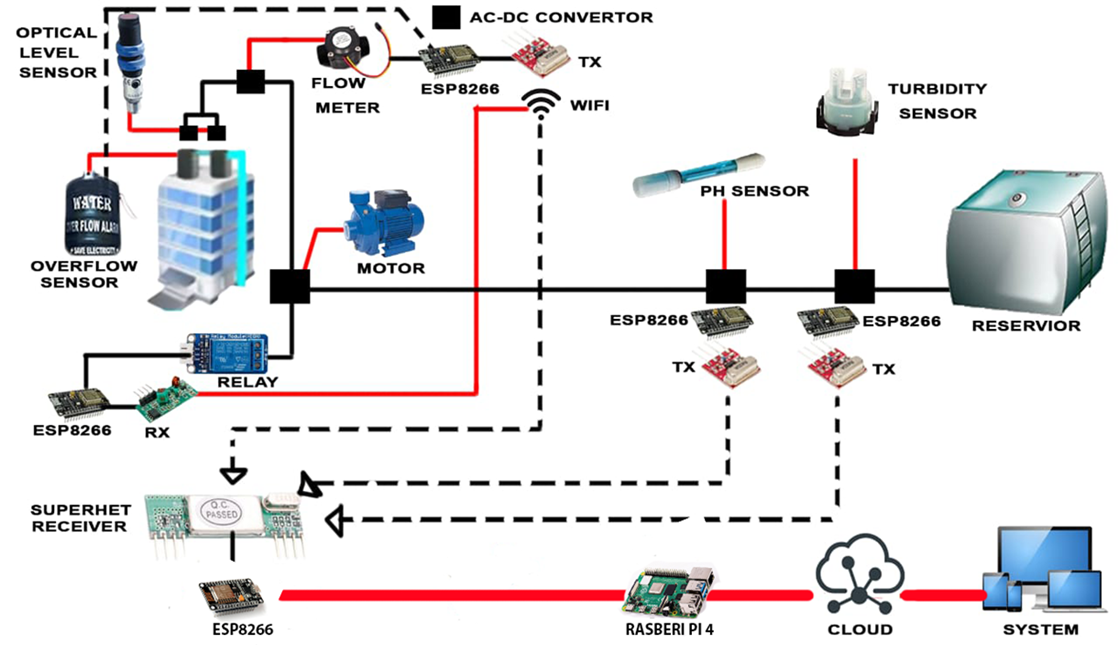 OPTICAL
LEVEL
SENSOR
AC-DC CONVERTOR
FLOW
METER
ESP8266
TX
WIFI
TURBIDITY
SENSOR
PH SENSOR
WATER
OVER FLOW ALAR
SAVE ELECTRICITY
OVERFLOW
SENSOR
MOTOR
ESP8266
ESP8266
RESERVIOR
TX
TX
RELAY
ESP8266
RX
SUPERHET
RECEIVER
Q.C.
PASSED
ESP8266
RASBERI PI 4
CLOUD
SYSTEM